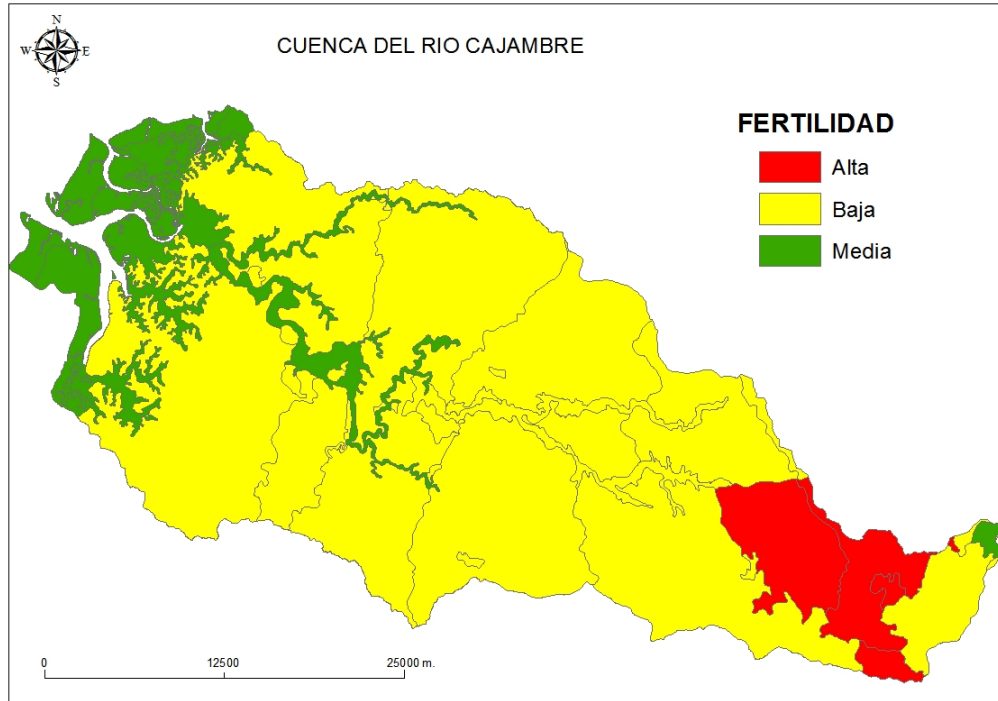 N
W E
S
CUENCA DEL RIO CAJAMBRE
FERTILIDAD
Alta
Baja
Media
0 12500 25000 m.